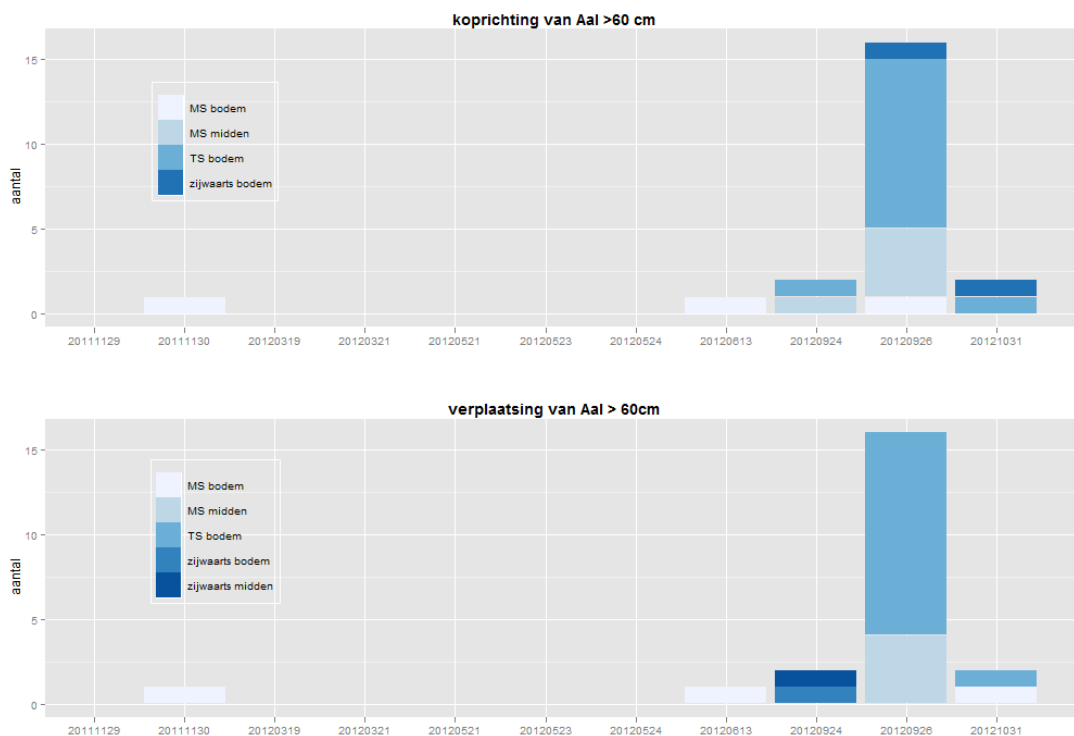 koprichting van Aal >60 cm
aantal
15
10
5
0
MS bodem
MS midden
TS bodem
zijwaarts bodem
20111129 20111130 20120319 20120321 20120521 20120523 20120524 20120613 20120924 20120926 20121031
verplaatsing van Aal > 60cm
aantal
15
10
5
0
MS bodem
MS midden
TS bodem
zijwaarts bodem
zijwaarts midden
20111129 20111130 20120319 20120321 20120521 20120523 20120524 20120613 20120924 20120926 20121031